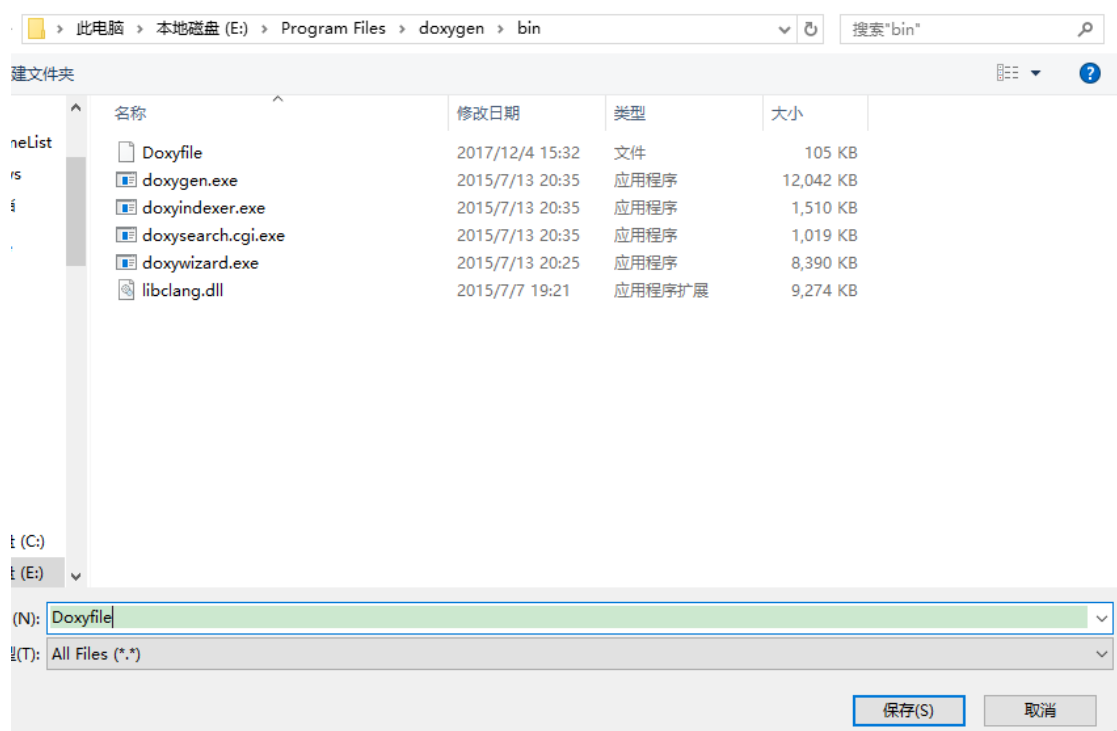 此电脑 > 本地磁盘 (E:) > Program Files > doxygen > bin 搜索"bin"
建文件夹
名称 修改日期 类型 大小
neList
Doxyfile 2017/12/4 15:32 文件 105 KB
doxygen.exe 2015/7/13 20:35 应用程序 12,042 KB
doxyindexer.exe 2015/7/13 20:35 应用程序 1,510 KB
doxysearch.cgi.exe 2015/7/13 20:35 应用程序 1,019 KB
doxywizard.exe 2015/7/13 20:25 应用程序 8,390 KB
libclang.dll 2015/7/7 19:21 应用程序扩展 9,274 KB
(C:)
(E:)
(N): Doxyfile
(T): All Files (*.*)
保存(S) 取消